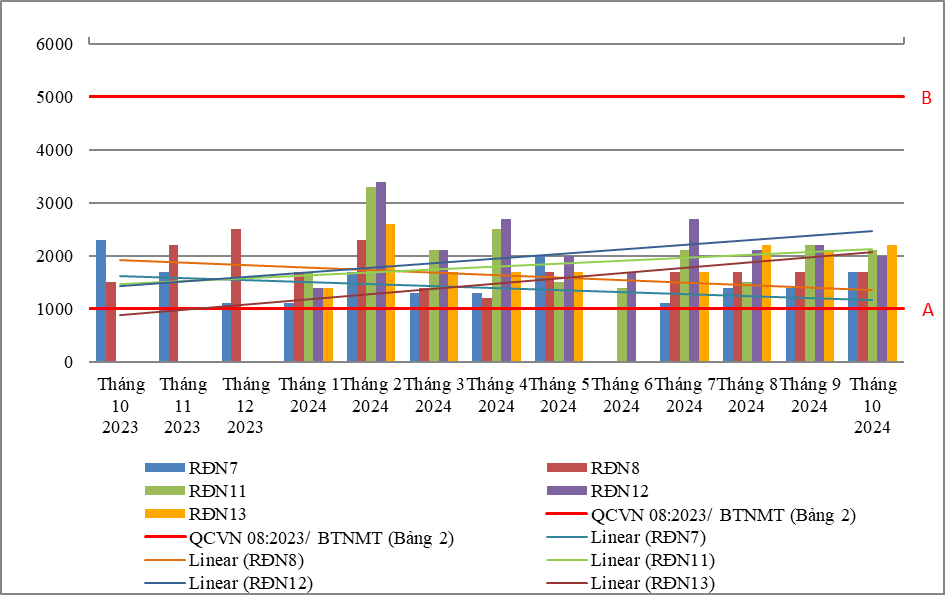 6000
5000
B
4000
3000
2000
1000
A
0
Tháng 10 2023
Tháng 11 2023
Tháng 12 2023
Tháng 1 2024
Tháng 2 2024
Tháng 3 2024
Tháng 4 2024
Tháng 5 2024
Tháng 6 2024
Tháng 7 2024
Tháng 8 2024
Tháng 9 2024
Tháng 10 2024
RĐN7
RĐN8
RĐN11
RĐN12
RĐN13
QCVN 08:2023/ BTNMT (Bảng 2)
QCVN 08:2023/ BTNMT (Bảng 2)
Linear (RĐN7)
Linear (RĐN8)
Linear (RĐN11)
Linear (RĐN12)
Linear (RĐN13)